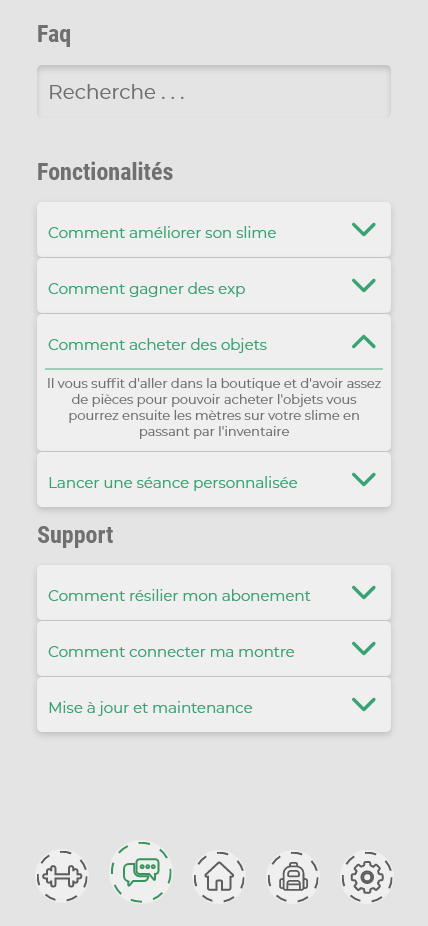 Faq
Recherche . . .
Fonctionalités
Comment améliorer son slime
Comment gagner des exp
Comment acheter des objets
Il vous suffit d'aller dans la boutique et d'avoir assez
de pièces pour pouvoir acheter l'objets vous
pourrez ensuite les mètres sur votre slime en
passant par l'inventaire
Lancer une séance personnalisée
Support
Comment résilier mon abonement
Comment connecter ma montre
Mise à jour et maintenance